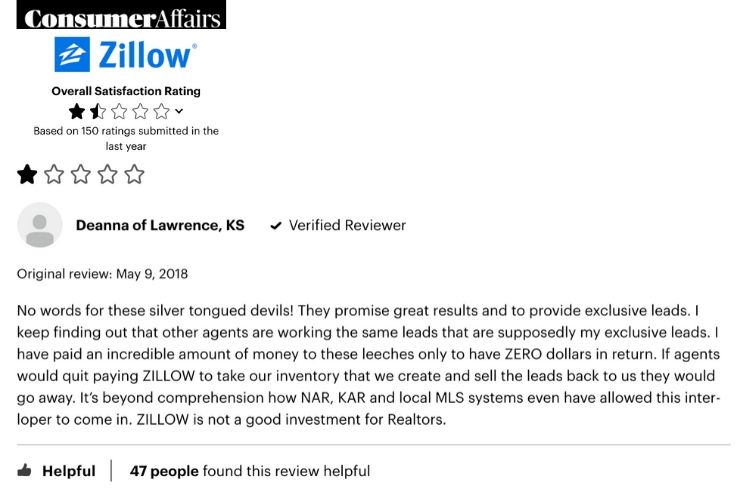 ConsumerAffairs
Zillow®
Overall Satisfaction Rating
Based on 150 ratings submitted in the
last year
Deanna of Lawrence, KS ✔ Verified Reviewer
Original review: May 9, 2018
No words for these silver tongued devils! They promise great results and to provide exclusive leads. I
keep finding out that other agents are working the same leads that are supposedly my exclusive leads. I
have paid an incredible amount of money to these leeches only to have ZERO dollars in return. If agents
would quit paying ZILLOW to take our inventory that we create and sell the leads back to us they would
go away. It's beyond comprehension how NAR, KAR and local MLS systems even have allowed this inter-
loper to come in. ZILLOW is not a good investment for Realtors.
Helpful | 47 people found this review helpful